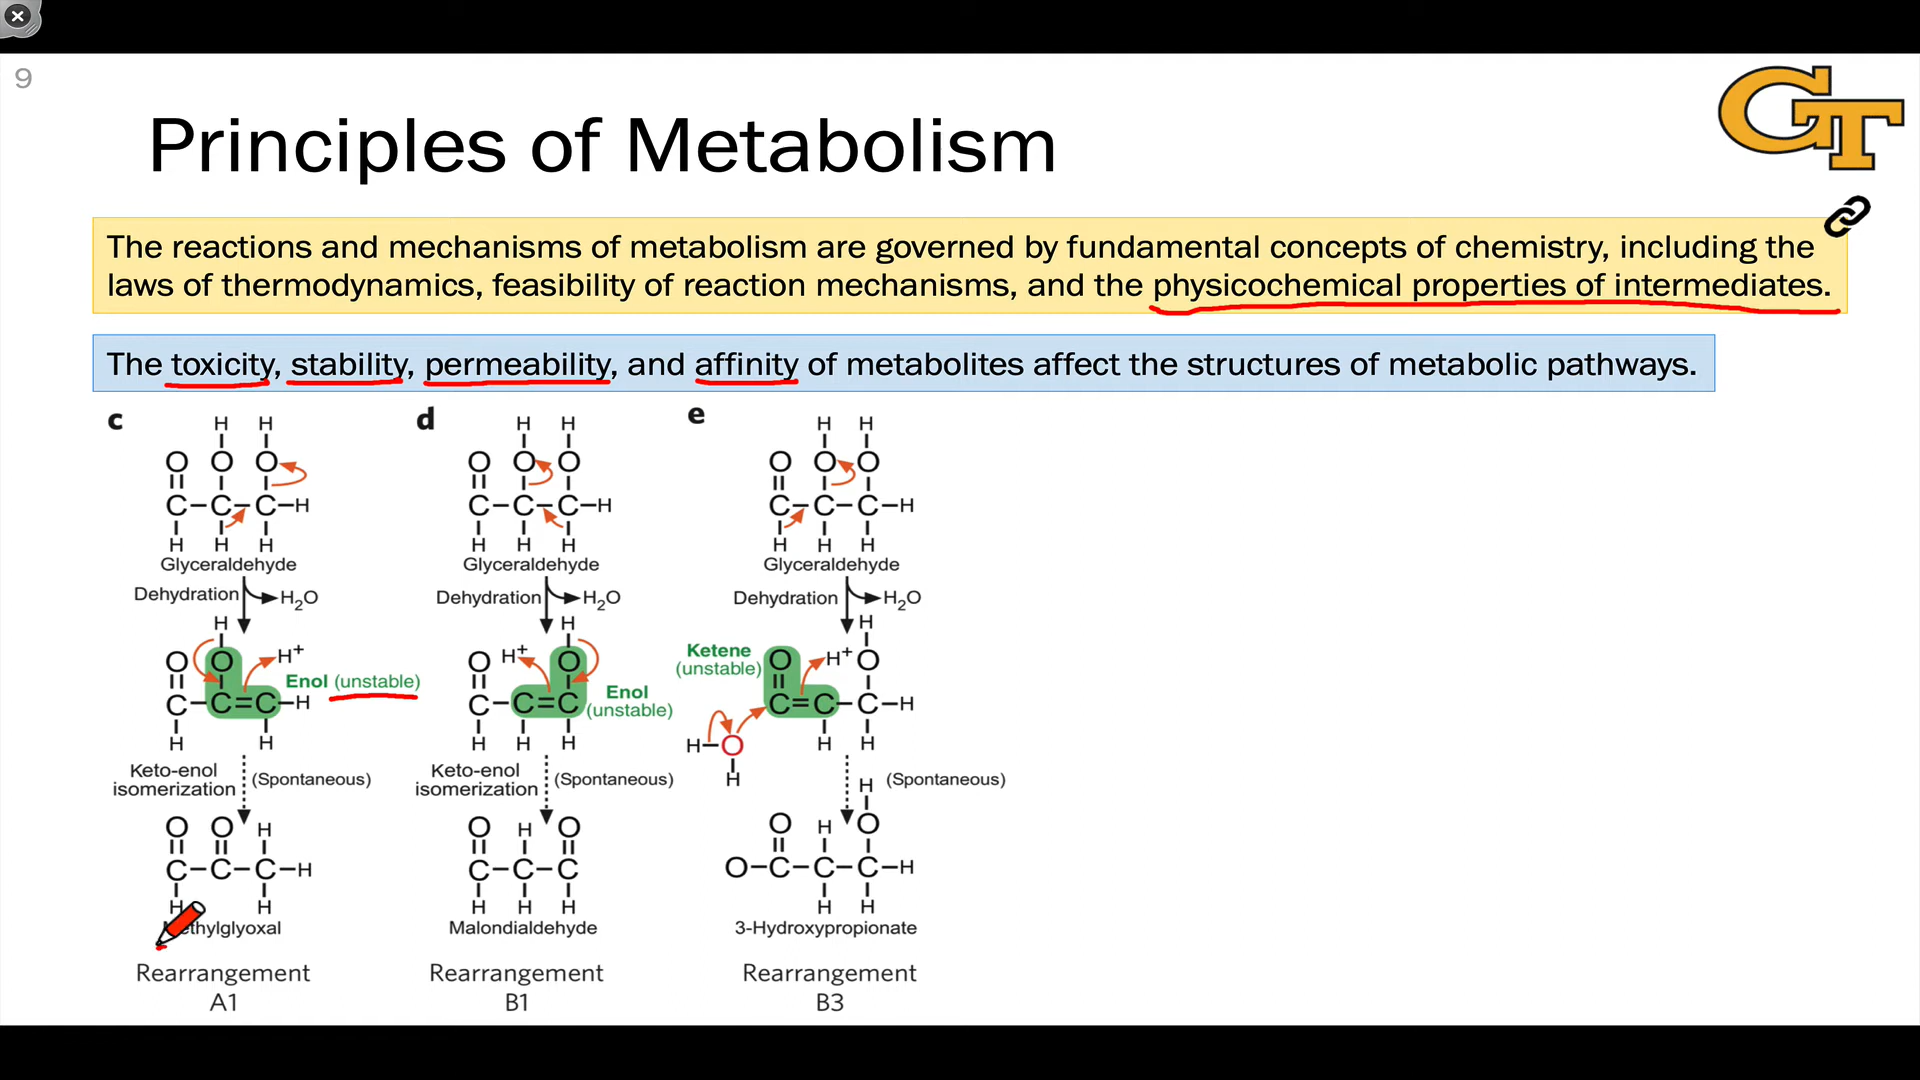 9
GT
Principles of Metabolism
The reactions and mechanisms of metabolism are governed by fundamental concepts of chemistry, including the
laws of thermodynamics, feasibility of reaction mechanisms, and the physicochemical properties of intermediates.
The toxicity, stability, permeability, and affinity of metabolites affect the structures of metabolic pathways.
c
H H
O O O
C–C–C–H
H H H
Glyceraldehyde
Dehydration H2O
H
O O H+
Enol (unstable)
C–C=C–H
H H
Keto-enol
isomerization (Spontaneous)
O O H
C–C–C–H
H H
Methylglyoxal
Rearrangement
A1
d
H H
O O O
C–C–C–H
H H H
Glyceraldehyde
Dehydration H2O
H
O H+ O
Enol
(unstable)
C–C=C
H H H
Keto-enol
isomerization (Spontaneous)
O H O
C–C–C
H H H
Malondialdehyde
Rearrangement
B1
e
H H
O O O
C–C–C–H
H H H
Glyceraldehyde
Dehydration H2O
H
Ketene
(unstable)
O H+ O
C=C–C–H
H–O H H
H
(Spontaneous)
H
O H O
O–C–C–C–H
H H
3-Hydroxypropionate
Rearrangement
B3